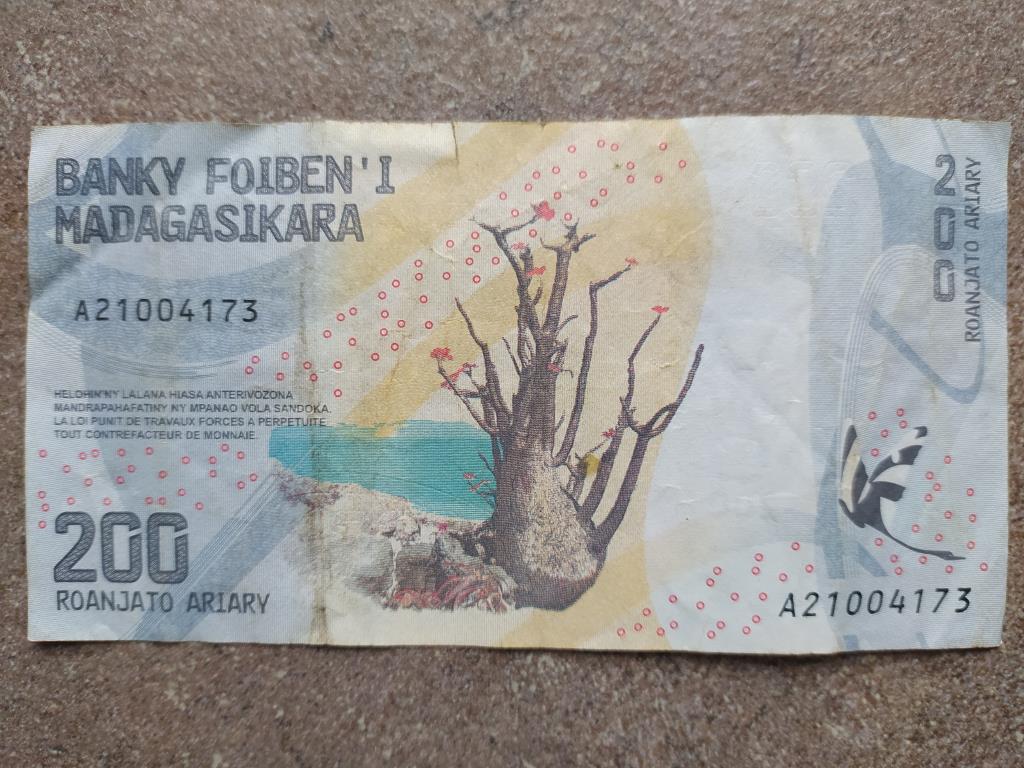 BANKY FOIBEN'I
MADAGASIKARA
A21004173
HELOHIN'NY LALANA HIASA ANTERIVOZONA
MANDRAPAHAFATINY NY MPANAO VOLA SANDOKA.
LA LOI PUNIT DE TRAVAUX FORCES A PERPETUITE
TOUT CONTREFACTEUR DE MONNAIE.
200
ROANJATO ARIARY
200
ROANJATO ARIARY
A21004173